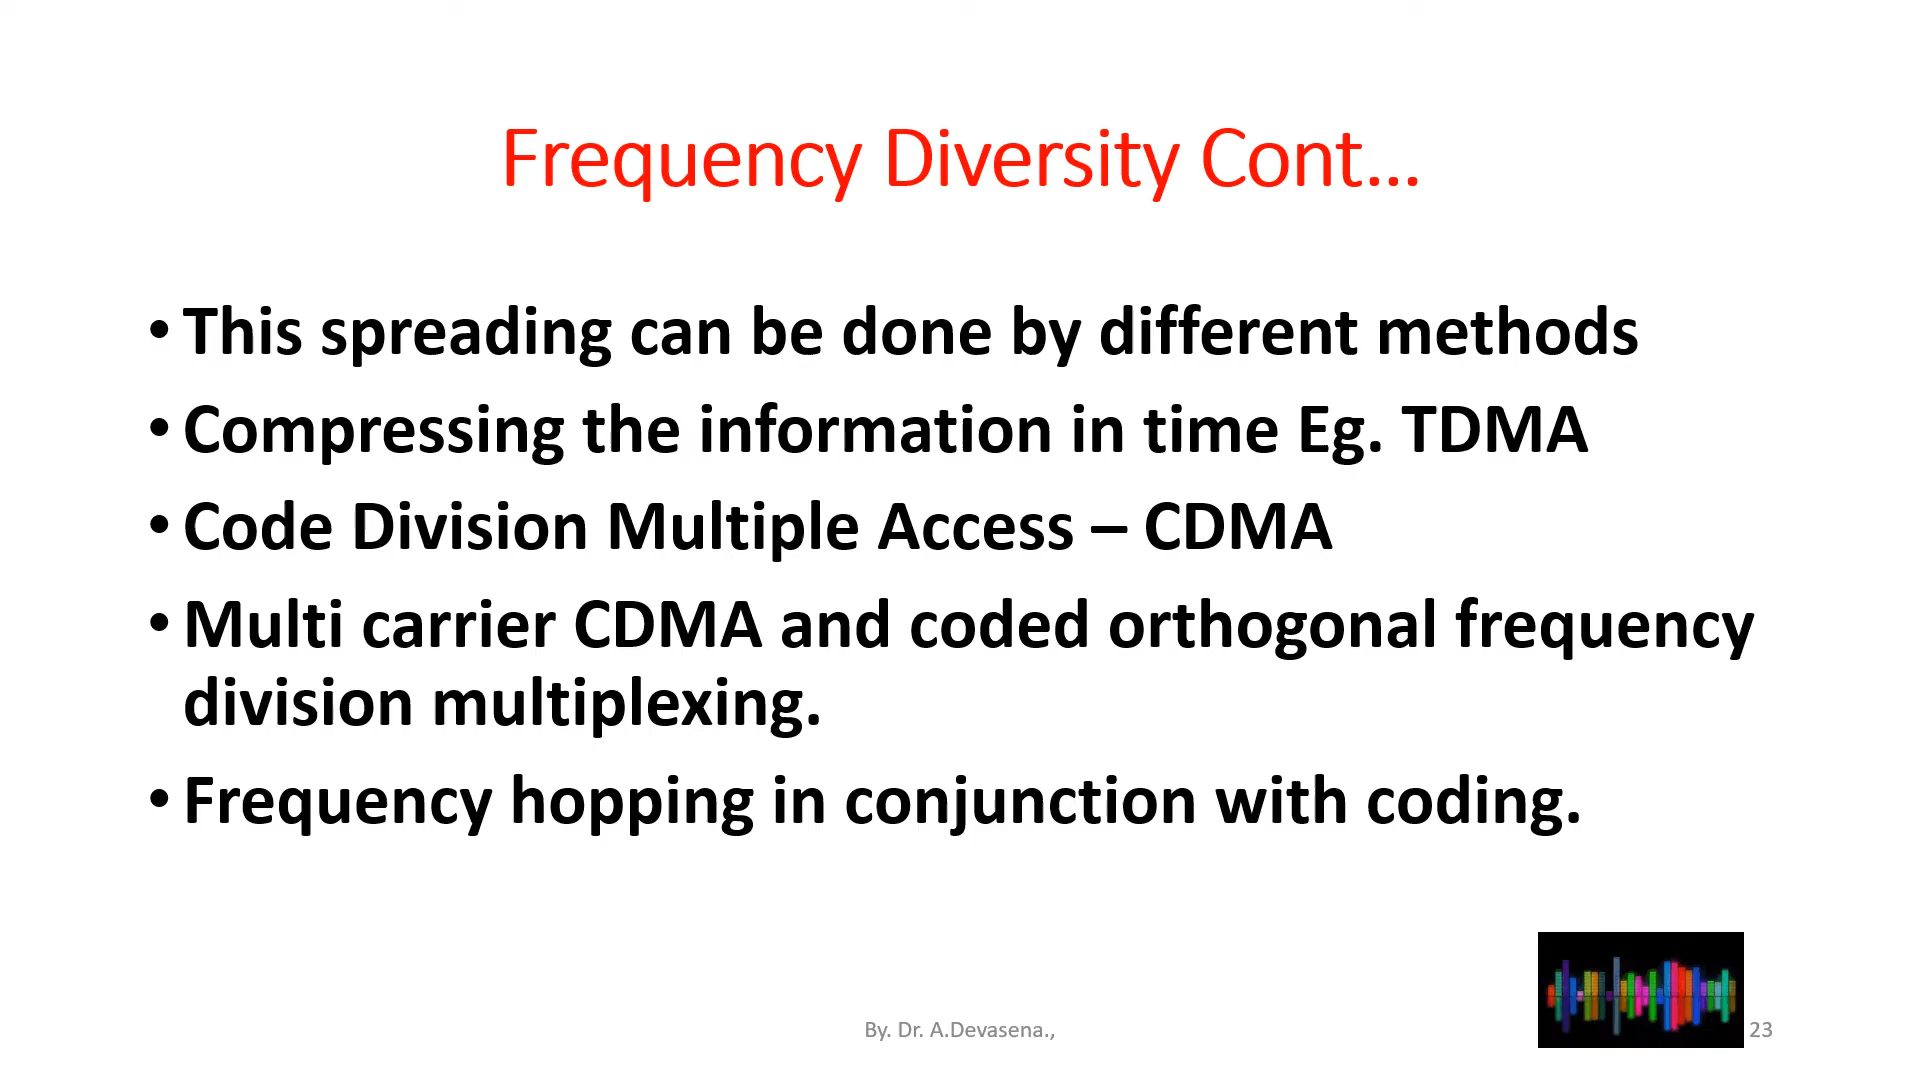 Frequency Diversity Cont...
• This spreading can be done by different methods
• Compressing the information in time Eg. TDMA
• Code Division Multiple Access – CDMA
• Multi carrier CDMA and coded orthogonal frequency
division multiplexing.
• Frequency hopping in conjunction with coding.
By. Dr. A.Devasena.,
23